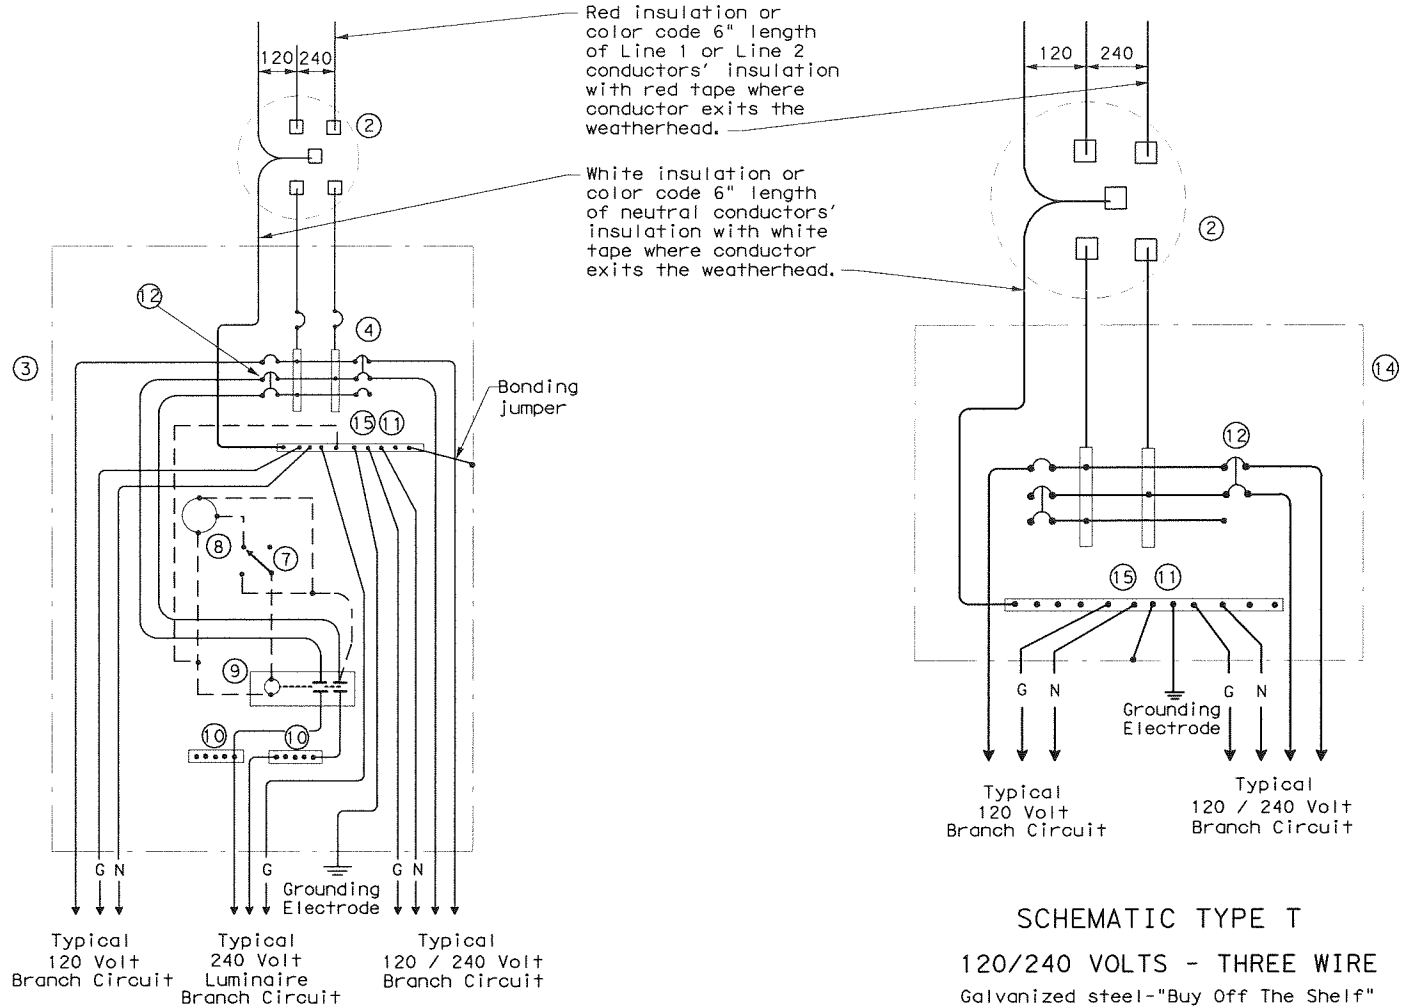 Red insulation or
color code 6" length
of Line 1 or Line 2
conductors' insulation
with red tape where
conductor exits the
weatherhead.
120 240
2
White insulation or
color code 6" length
of neutral conductors'
insulation with white
tape where conductor
exits the weatherhead.
12
4
3
Bonding
jumper
15 11
8
7
9
10
10
G N
G
G N
Grounding
Electrode
Typical
120 Volt
Branch Circuit
Typical
240 Volt
Luminaire
Branch Circuit
Typical
120 / 240 Volt
Branch Circuit
120 240
2
14
12
15 11
G N
G N
Grounding
Electrode
Typical
120 Volt
Branch Circuit
Typical
120 / 240 Volt
Branch Circuit
SCHEMATIC TYPE T
120/240 VOLTS - THREE WIRE
Galvanized steel-"Buy Off The Shelf"